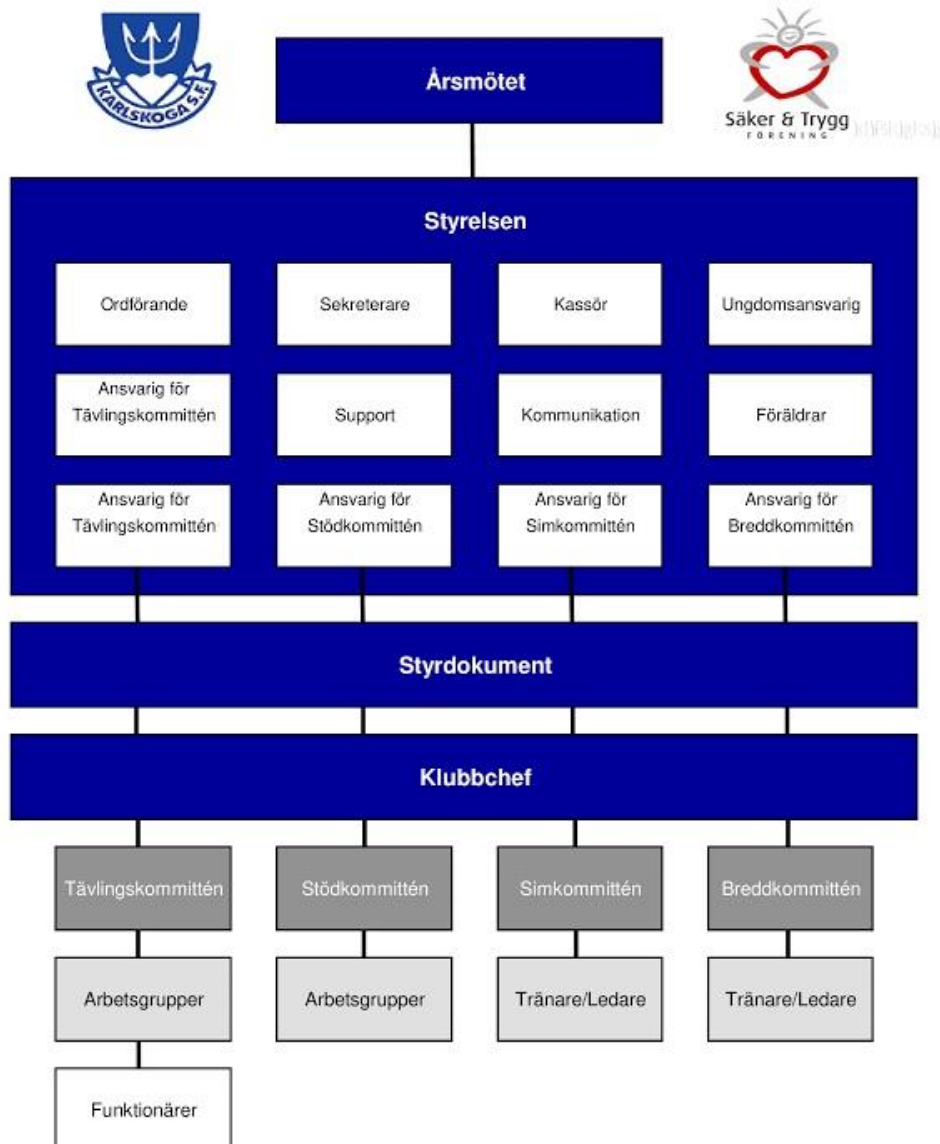 KARLSKOGA S.F.
Årsmötet
Säker & Trygg
FÖRENING
Styrelsen
Ordförande
Sekreterare
Kassör
Ungdomsansvarig
Ansvarig för
Tävlingskommittén
Support
Kommunikation
Föräldrar
Ansvarig för
Tävlingskommittén
Ansvarig för
Stödkommittén
Ansvarig för
Simkommittén
Ansvarig för
Breddkommittén
Styrdokument
Klubbchef
Tävlingskommittén
Stödkommittén
Simkommittén
Breddkommittén
Arbetsgrupper
Arbetsgrupper
Tränare/Ledare
Tränare/Ledare
Funktionärer